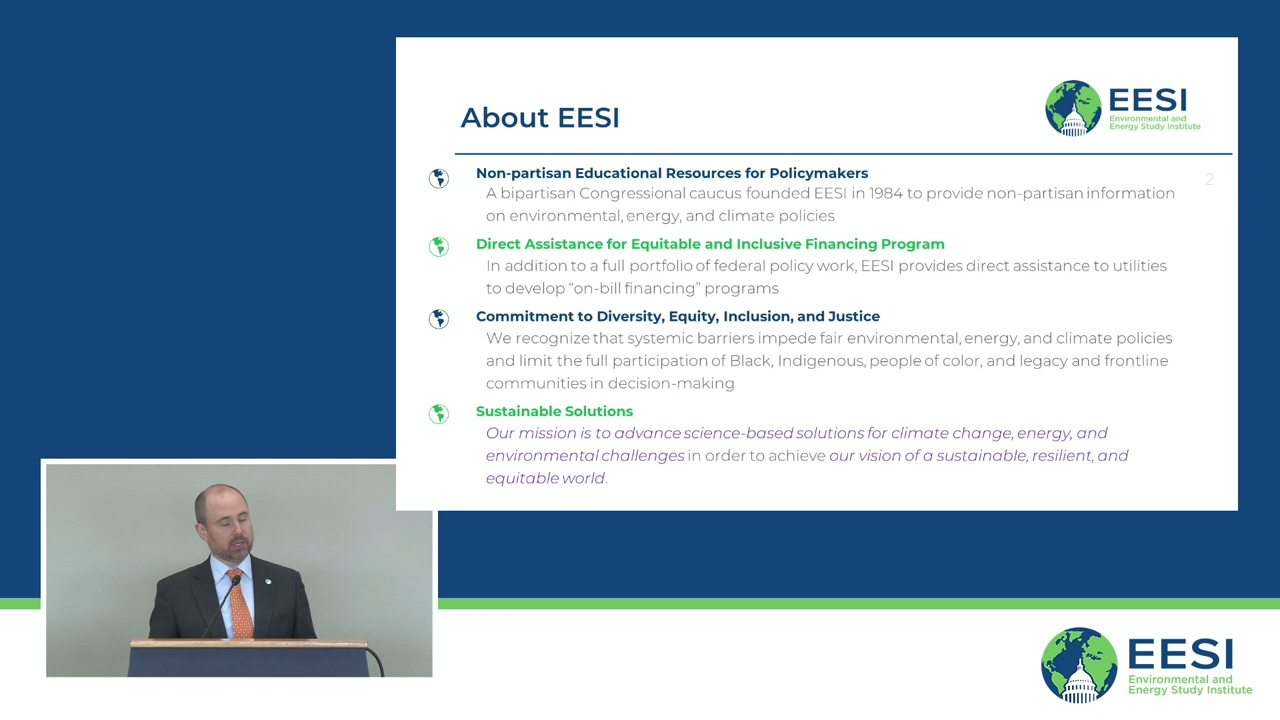 About EESI
EESI
Environmental and
Energy Study Institute
2
Non-partisan Educational Resources for Policymakers
A bipartisan Congressional caucus founded EESI in 1984 to provide non-partisan information
on environmental, energy, and climate policies
Direct Assistance for Equitable and Inclusive Financing Program
In addition to a full portfolio of federal policy work, EESI provides direct assistance to utilities
to develop “on-bill financing” programs
Commitment to Diversity, Equity, Inclusion, and Justice
We recognize that systemic barriers impede fair environmental, energy, and climate policies
and limit the full participation of Black, Indigenous, people of color, and legacy and frontline
communities in decision-making
Sustainable Solutions
Our mission is to advance science-based solutions for climate change, energy, and
environmental challenges in order to achieve our vision of a sustainable, resilient, and
equitable world.
EESI
Environmental and
Energy Study Institute